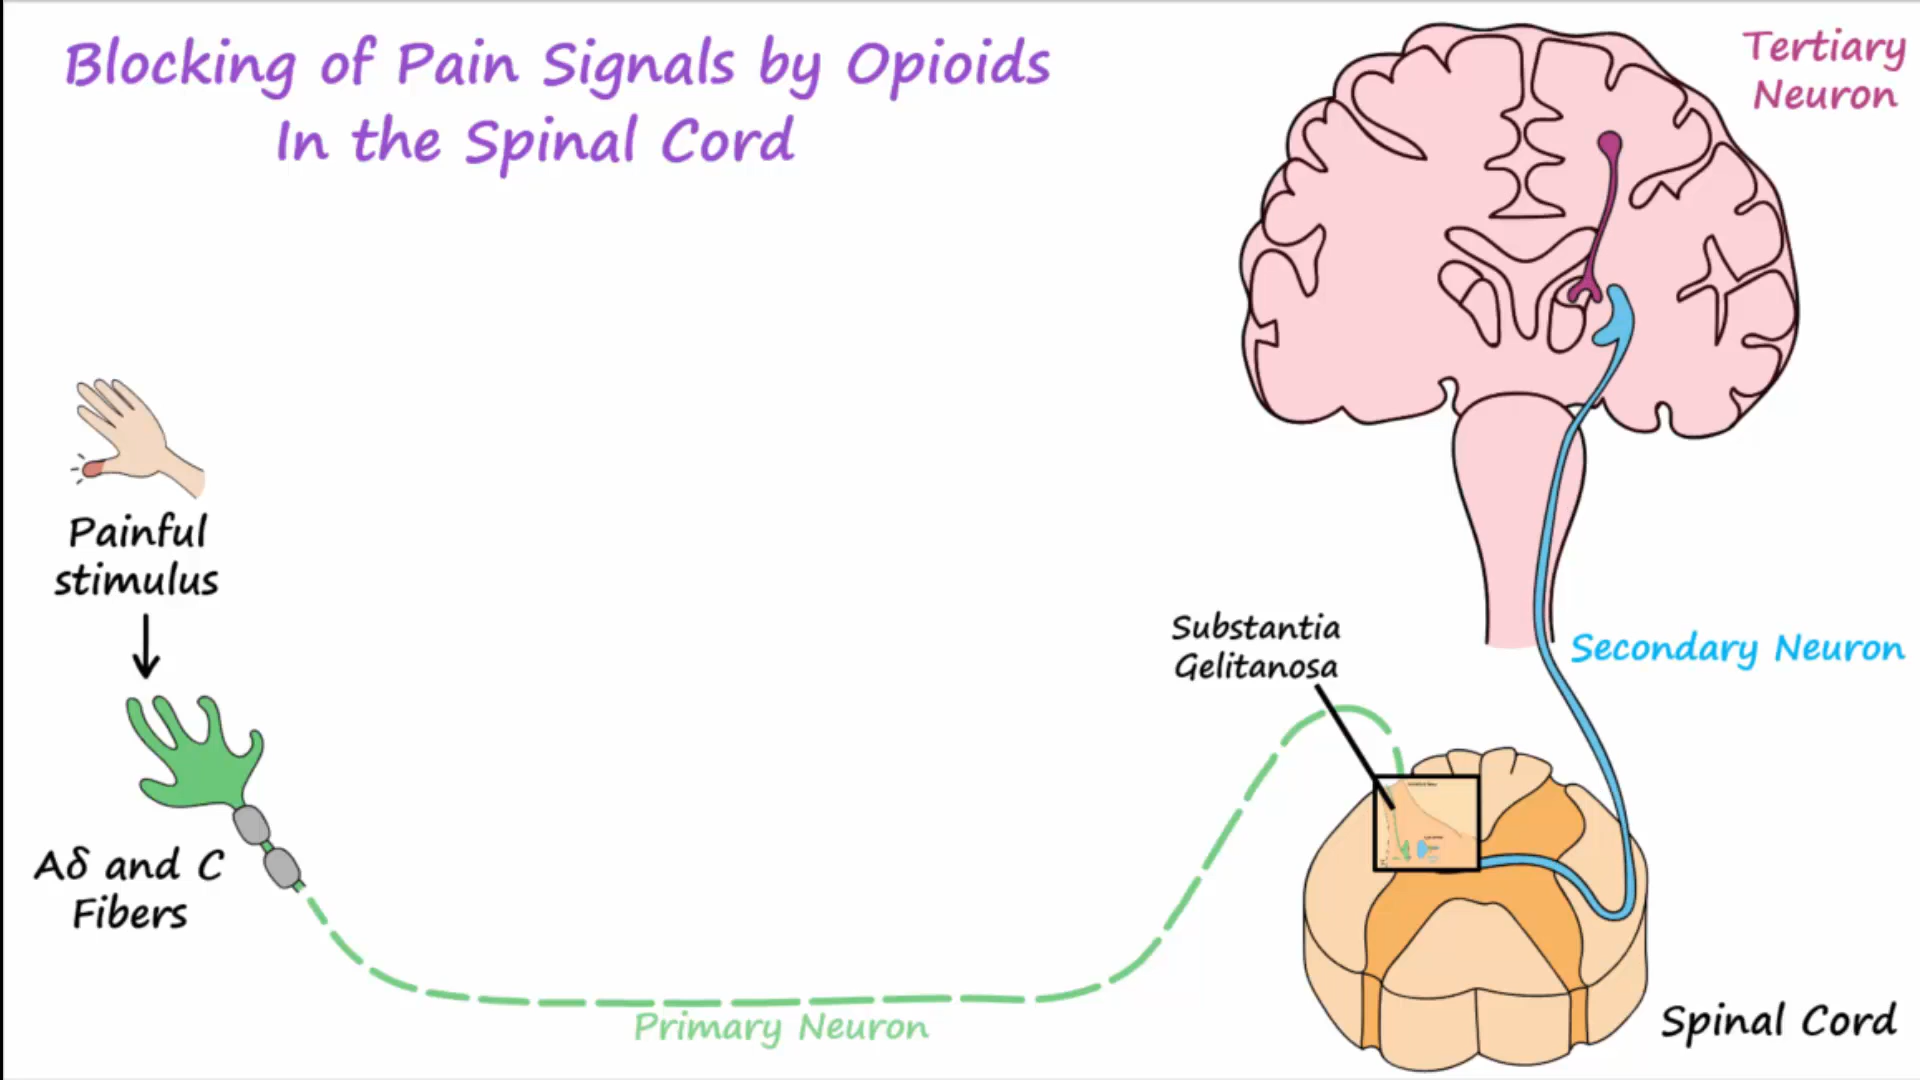 Blocking of Pain Signals by Opioids
In the Spinal Cord
Tertiary
Neuron
Painful
stimulus
Substantia
Gelitanosa
Secondary Neuron
Aδ and C
Fibers
Primary Neuron
Spinal Cord